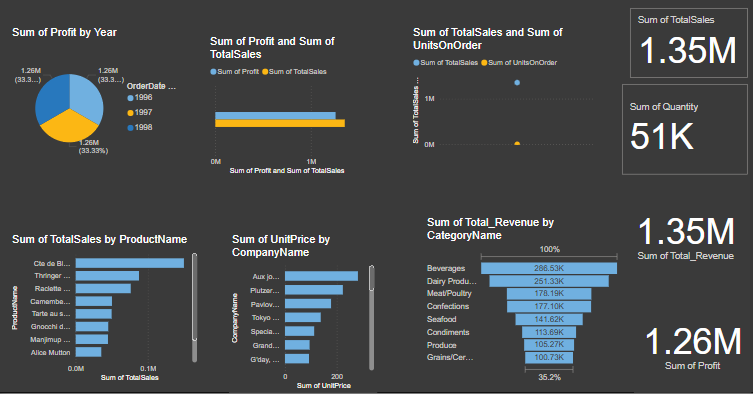 Sum of Profit by Year
1.26M
(33.3...)
1.26M
(33.3...)
1.26M
(33.33%)
OrderDate ...
1996
1997
1998
Sum of Profit and Sum of
TotalSales
Sum of Profit
Sum of TotalSales
0M
1M
Sum of Profit and Sum of TotalSales
Sum of TotalSales and Sum of
UnitsOnOrder
Sum of TotalSales
Sum of UnitsOnOrder
Sum of TotalSales ...
1M
0M
Sum of TotalSales
1.35M
Sum of Quantity
51K
Sum of TotalSales by ProductName
ProductName
Cte de Bl...
Thringer ...
Raclette ...
Camembe...
Tarte au s...
Gnocchi d...
Manjimup ...
Alice Mutton
0.0M
0.1M
Sum of TotalSales
Sum of UnitPrice by
CompanyName
CompanyName
Aux jo...
Plutzer...
Pavlov...
Tokyo ...
Specia...
Grand...
G'day, ...
0
200
Sum of UnitPrice
Sum of Total_Revenue by
CategoryName
100%
Beverages
286.53K
Dairy Produ...
251.33K
Meat/Poultry
178.19K
Confections
177.10K
Seafood
141.62K
Condiments
113.69K
Produce
105.27K
Grains/Cer...
100.73K
35.2%
1.35M
Sum of Total_Revenue
1.26M
Sum of Profit